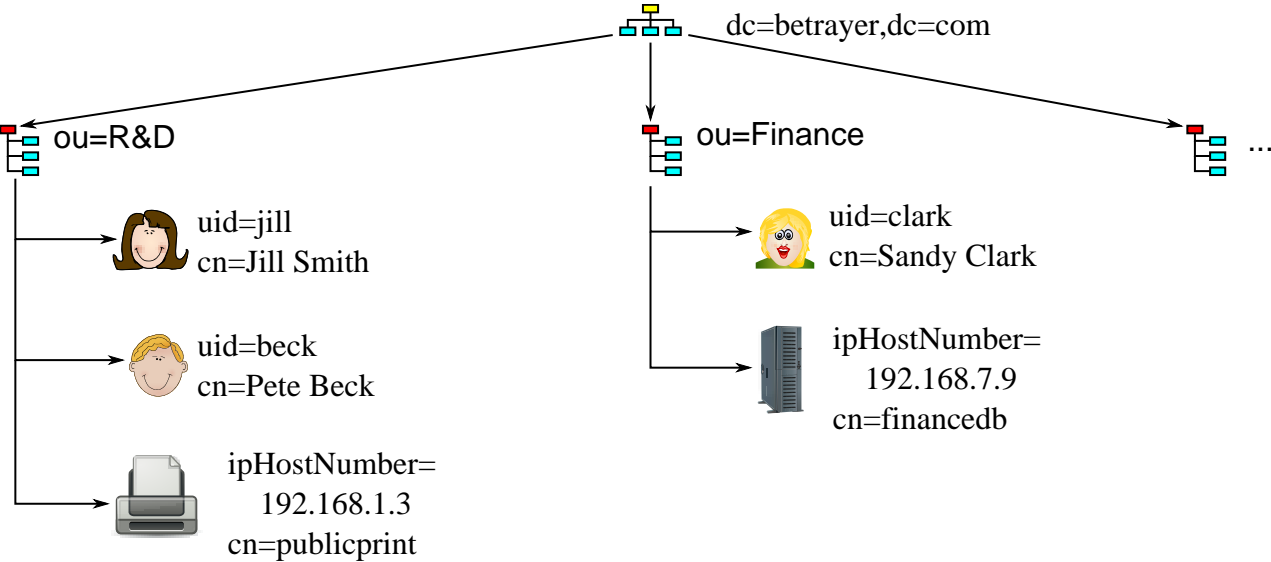 dc=betrayer,dc=com
ou=R&D
ou=Finance
...
uid=jill
cn=Jill Smith
uid=clark
cn=Sandy Clark
uid=beck
cn=Pete Beck
ipHostNumber=
192.168.7.9
cn=financedb
ipHostNumber=
192.168.1.3
cn=publicprint